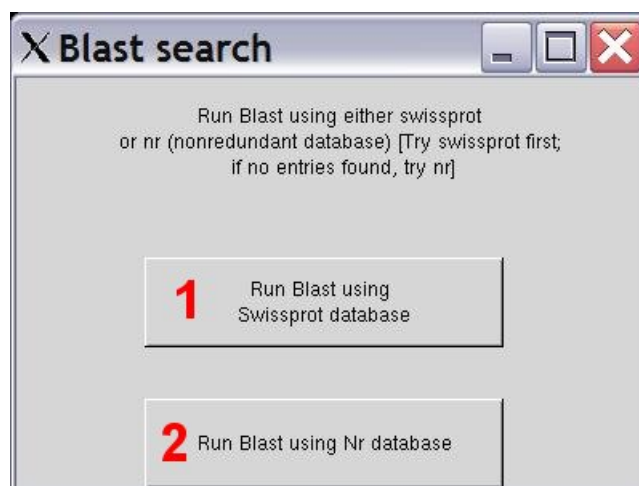 X Blast search
Run Blast using either swissprot
or nr (nonredundant database) [Try swissprot first;
if no entries found, try nr]
1 Run Blast using
Swissprot database
2 Run Blast using Nr database